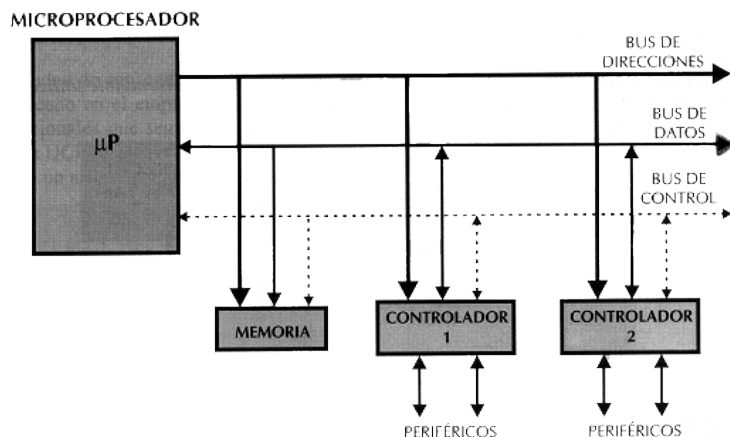 MICROPROCESADOR
µP
BUS DE
DIRECCIONES
BUS DE
DATOS
BUS DE
CONTROL
MEMORIA
CONTROLADOR
1
CONTROLADOR
2
PERIFÉRICOS
PERIFÉRICOS